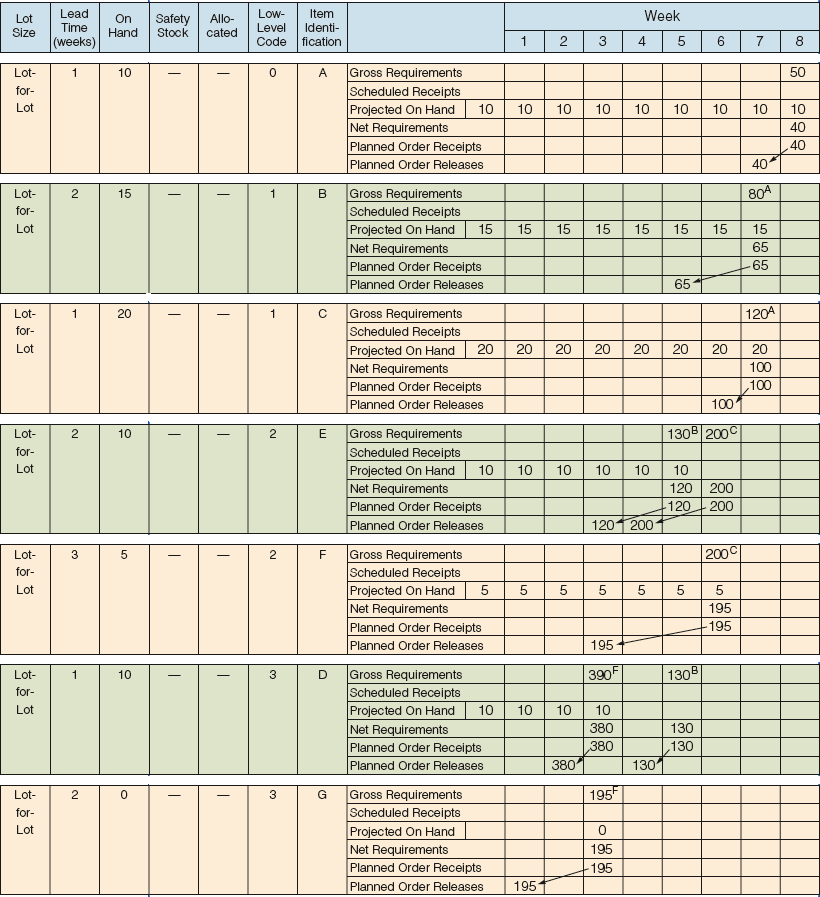 Lot Size | Lead Time (weeks) | On Hand | Safety Stock | Allo-cated | Low-Level Code | Item Identi-fication | Week
1 2 3 4 5 6 7 8
Lot- 1 10 — — 0 A Gross Requirements 50
for- Scheduled Receipts
Lot Projected On Hand 10 10 10 10 10 10 10 10 10
Net Requirements 40
Planned Order Receipts 40
Planned Order Releases 40
Lot- 2 15 — — 1 B Gross Requirements 80A
for- Scheduled Receipts
Lot Projected On Hand 15 15 15 15 15 15 15 15
Net Requirements 65
Planned Order Receipts 65
Planned Order Releases 65
Lot- 1 20 — — 1 C Gross Requirements 120A
for- Scheduled Receipts
Lot Projected On Hand 20 20 20 20 20 20 20 20
Net Requirements 100
Planned Order Receipts 100
Planned Order Releases 100
Lot- 2 10 — — 2 E Gross Requirements 130B 200C
for- Scheduled Receipts
Lot Projected On Hand 10 10 10 10 10 10
Net Requirements 120 200
Planned Order Receipts 120 200
Planned Order Releases 120 200
Lot- 3 5 — — 2 F Gross Requirements 200C
for- Scheduled Receipts
Lot Projected On Hand 5 5 5 5 5 5 5
Net Requirements 195
Planned Order Receipts 195
Planned Order Releases 195
Lot- 1 10 — — 3 D Gross Requirements 390F 130B
for- Scheduled Receipts
Lot Projected On Hand 10 10 10 10
Net Requirements 380 130
Planned Order Receipts 380 130
Planned Order Releases 380 130
Lot- 2 0 — — 3 G Gross Requirements 195F
for- Scheduled Receipts
Lot Projected On Hand 0
Net Requirements 195
Planned Order Receipts 195
Planned Order Releases 195